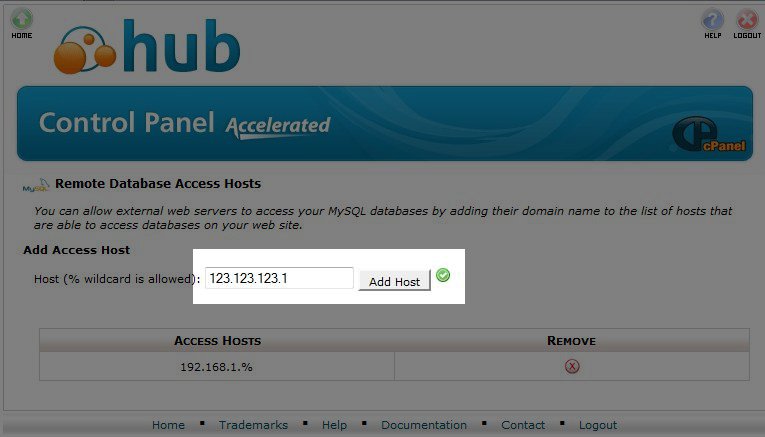 HOME
hub
HELP
LOGOUT
Control Panel Accelerated
cPanel
MySQL Remote Database Access Hosts
You can allow external web servers to access your MySQL databases by adding their domain name to the list of hosts that
are able to access databases on your web site.
Add Access Host
Host (% wildcard is allowed): 123.123.123.1 Add Host
ACCESS HOSTS REMOVE
192.168.1.%
Home ▪ Trademarks ▪ Help ▪ Documentation ▪ Contact ▪ Logout